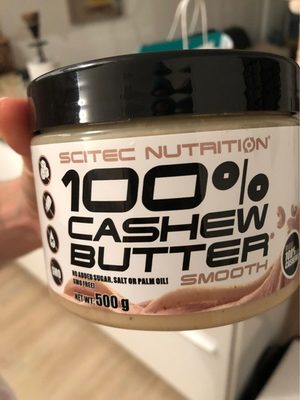 SCITEC NUTRITION
100%
CASHEW
BUTTER
SMOOTH
NO ADDED SUGAR, SALT OR PALM OIL!
GMO FREE!
NET WT: 500 g